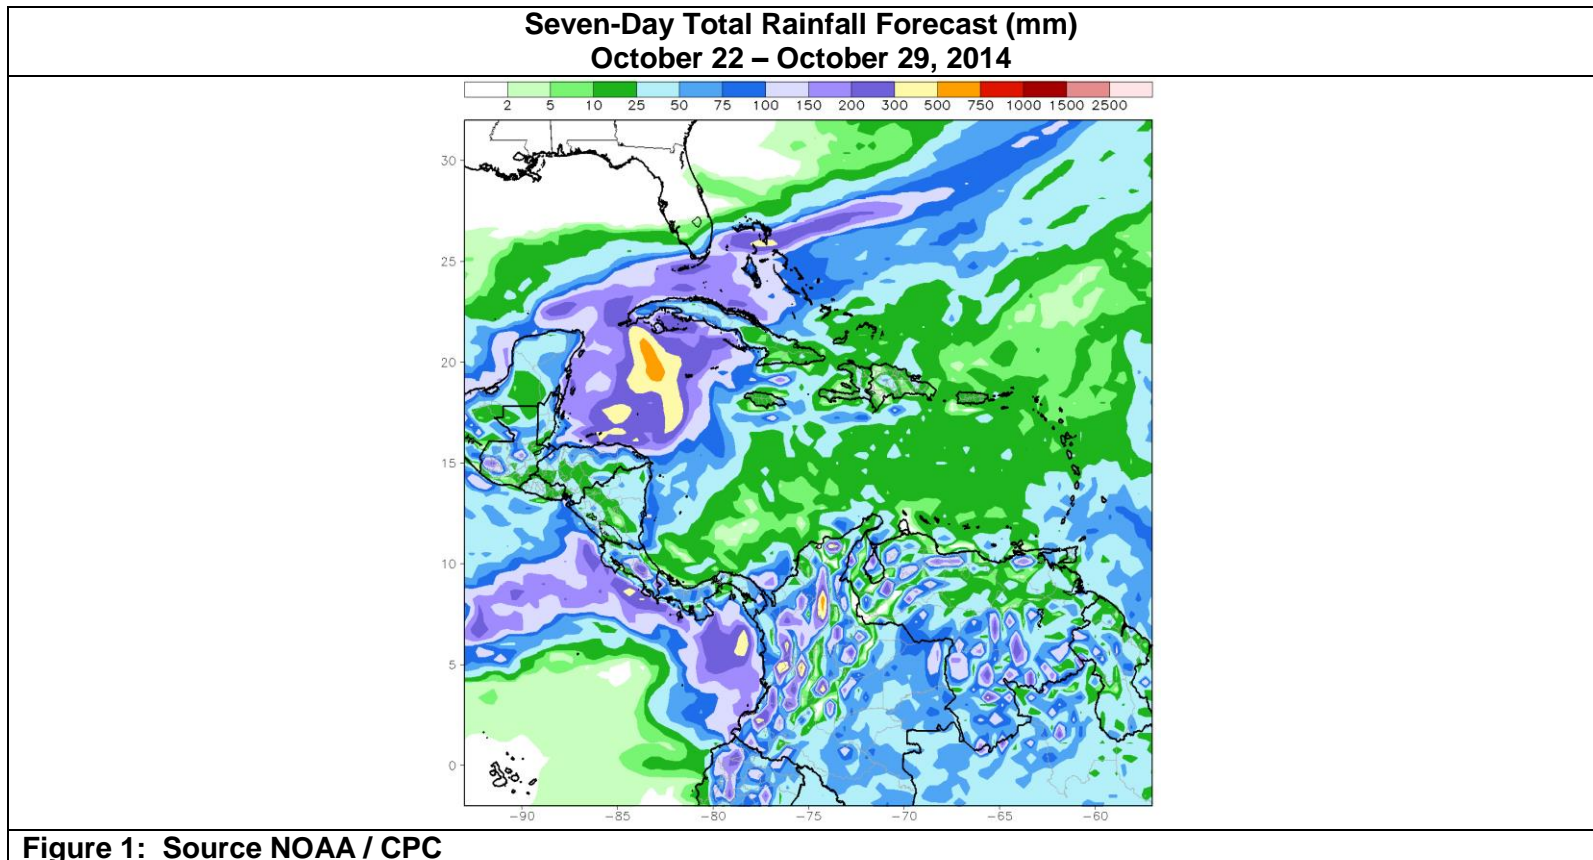 Seven-Day Total Rainfall Forecast (mm)
October 22 – October 29, 2014
2 5 10 25 50 75 100 150 200 300 500 750 1000 1500 2500
30
25
20
15
10
5
0
−90 −85 −80 −75 −70 −65 −60
Figure 1: Source NOAA / CPC